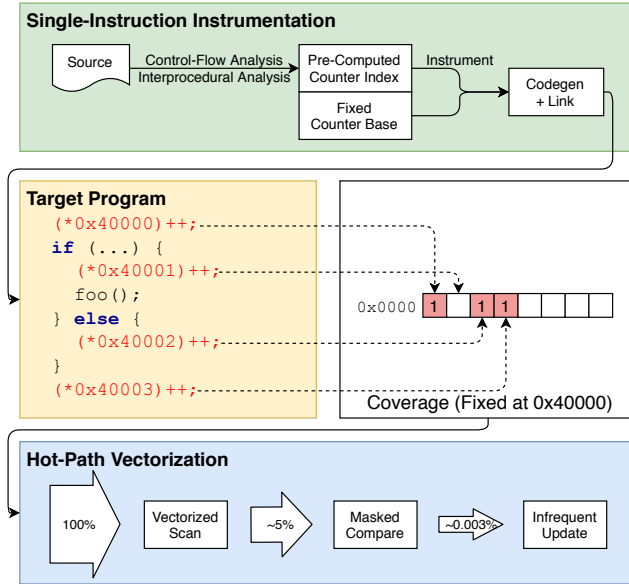 Single-Instruction Instrumentation
Source
Control-Flow Analysis
Interprocedural Analysis
Pre-Computed
Counter Index
Fixed
Counter Base
Instrument
Codegen
+ Link
Target Program
(*0x40000)++;
if (...) {
(*0x40001)++;
foo();
} else {
(*0x40002)++;
}
(*0x40003)++;
0x0000
1
1
1
Coverage (Fixed at 0x40000)
Hot-Path Vectorization
100%
Vectorized
Scan
~5%
Masked
Compare
~0.003%
Infrequent
Update